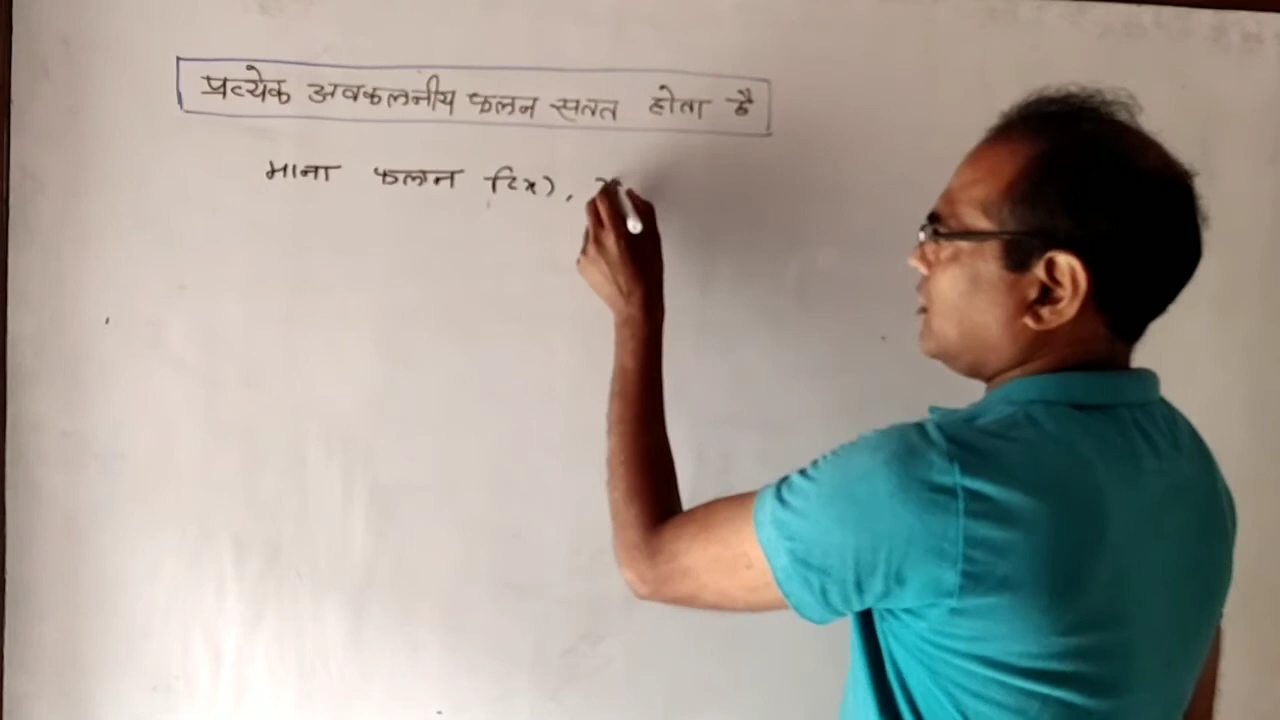 प्रत्येक अवकलनीय फलन सतत होता है
माना फलन f(x), x